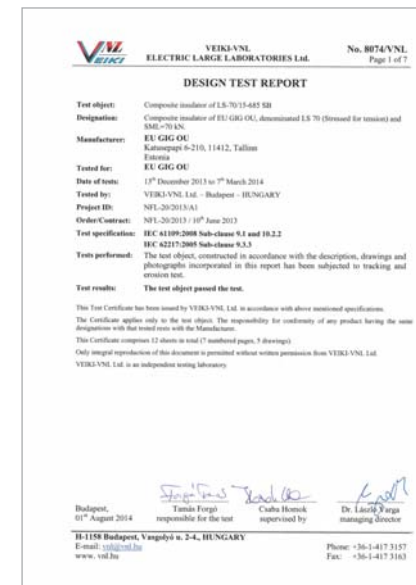 VNL
VEIKI
VEIKI-VNL
ELECTRIC LARGE LABORATORIES Ltd.
No. 8074/VNL
Page 1 of 7
DESIGN TEST REPORT
Test object: Composite insulator of LS-70/15-685 SB
Designation: Composite insulator of EU GIG OU, denominated LS 70 (Stressed for tension) and
SML=70 kN.
Manufacturer: EU GIG OU
Katusepapi 6-210, 11412, Tallinn
Estonia
Tested for: EU GIG OU
Date of tests: 13th December 2013 to 7th March 2014
Tested by: VEIKI-VNL Ltd. – Budapest – HUNGARY
Project ID: NFL-20/2013/A1
Order/Contract: NFL-20/2013 / 10th June 2013
Test specification: IEC 61109:2008 Sub-clause 9.1 and 10.2.2
IEC 62217:2005 Sub-clause 9.3.3
Tests performed: The test object, constructed in accordance with the description, drawings and
photographs incorporated in this report has been subjected to tracking and
erosion test.
Test results: The test object passed the test.
This Test Certificate has been issued by VEIKI-VNL Ltd. in accordance with above mentioned specifications.
The Certificate applies only to the test object. The responsibility for conformity of any product having the same
designations with that tested rests with the Manufacturer.
This Certificate comprises 12 sheets in total (7 numbered pages, 5 drawings)
Only integral reproduction of this document is permitted without written permission from VEIKI-VNL Ltd.
VEIKI-VNL Ltd. is an independent testing laboratory.
Budapest,
01st August 2014
Tamás Forgó
responsible for the test
Csaba Homok
supervised by
Dr. László Varga
managing director
H-1158 Budapest, Vasgolyó u. 2-4., HUNGARY
E-mail: vnl@vnl.hu
www. vnl.hu
Phone: +36-1-417 3157
Fax: +36-1-417 3163